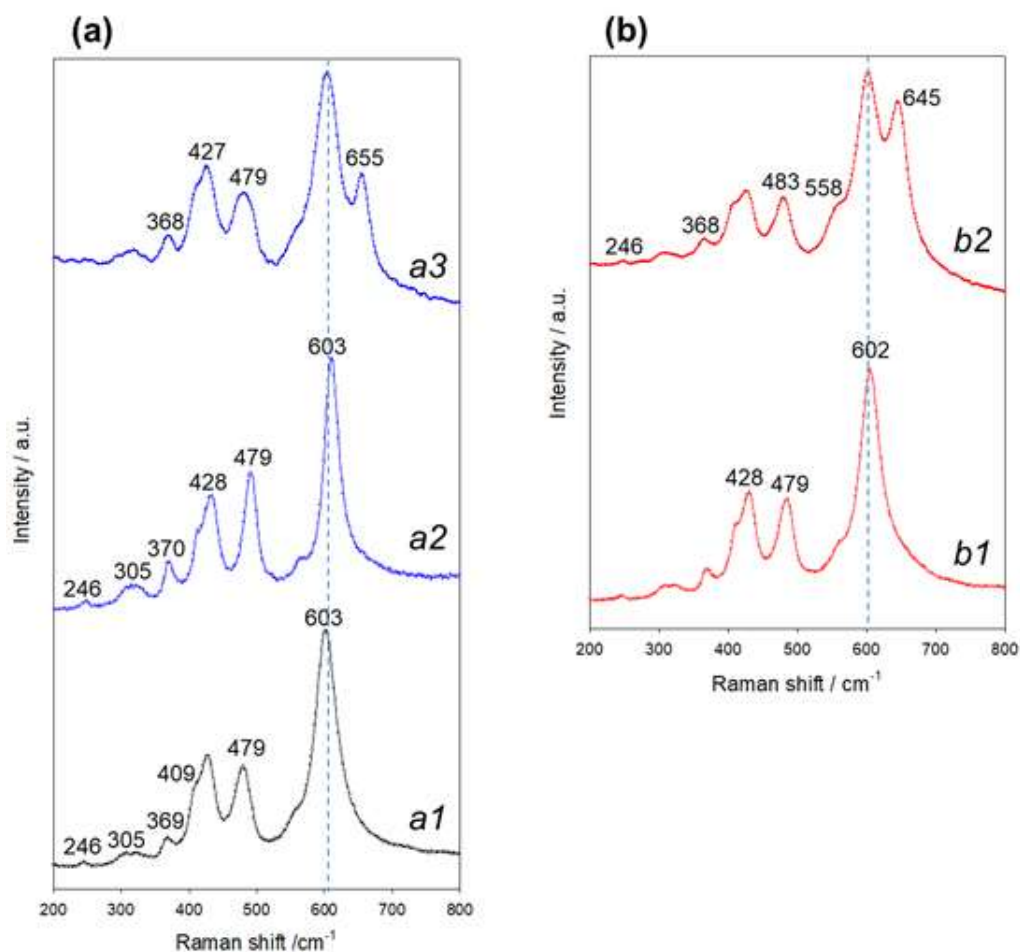 (a)
427
479
655
368
a3
603
479
428
370
305
246
a2
603
479
409
369
305
246
a1
200 300 400 500 600 700 800
Raman shift /cm-1
Intensity / a.u.
(b)
645
483
558
368
246
b2
602
428
479
b1
200 300 400 500 600 700 800
Raman shift / cm-1
Intensity / a.u.